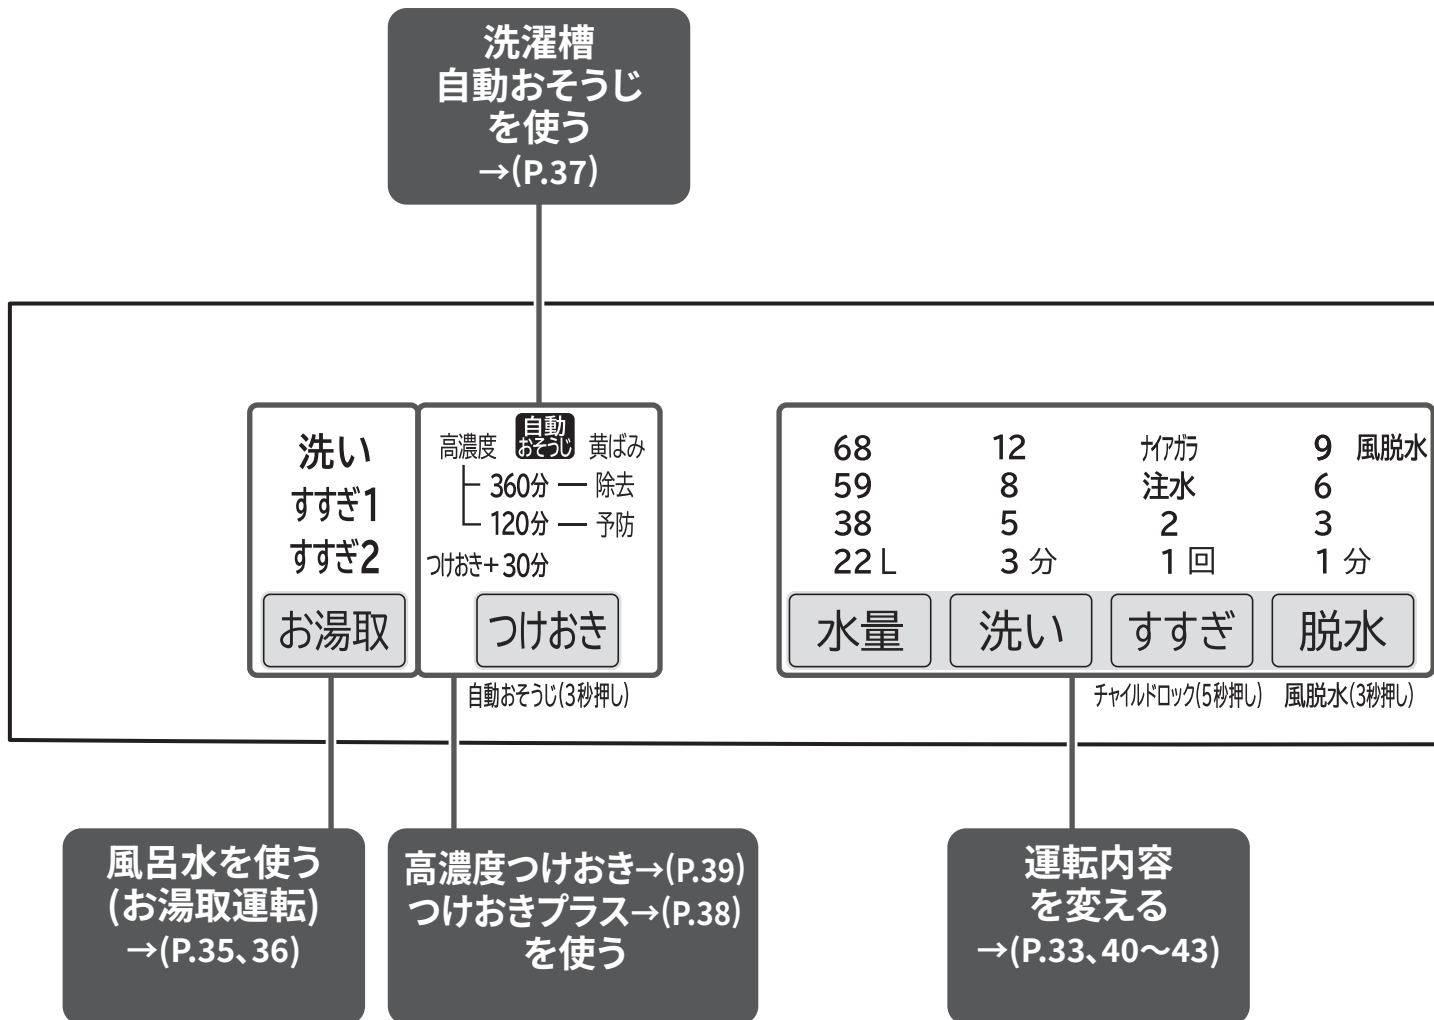 洗濯槽
自動おそうじ
を使う
→(P.37)
洗い
すすぎ1
すすぎ2
お湯取
高濃度
自動
おそうじ
黄ばみ
360分 — 除去
120分 — 予防
つけおき+30分
つけおき
自動おそうじ(3秒押し)
68 12 ナイアガラ 9 風脱水
59 8 注水 6
38 5 2 3
22L 3分 1回 1分
水量 洗い すすぎ 脱水
チャイルドロック(5秒押し) 風脱水(3秒押し)
風呂水を使う
(お湯取運転)
→(P.35、36)
高濃度つけおき→(P.39)
つけおきプラス→(P.38)
を使う
運転内容
を変える
→(P.33、40〜43)